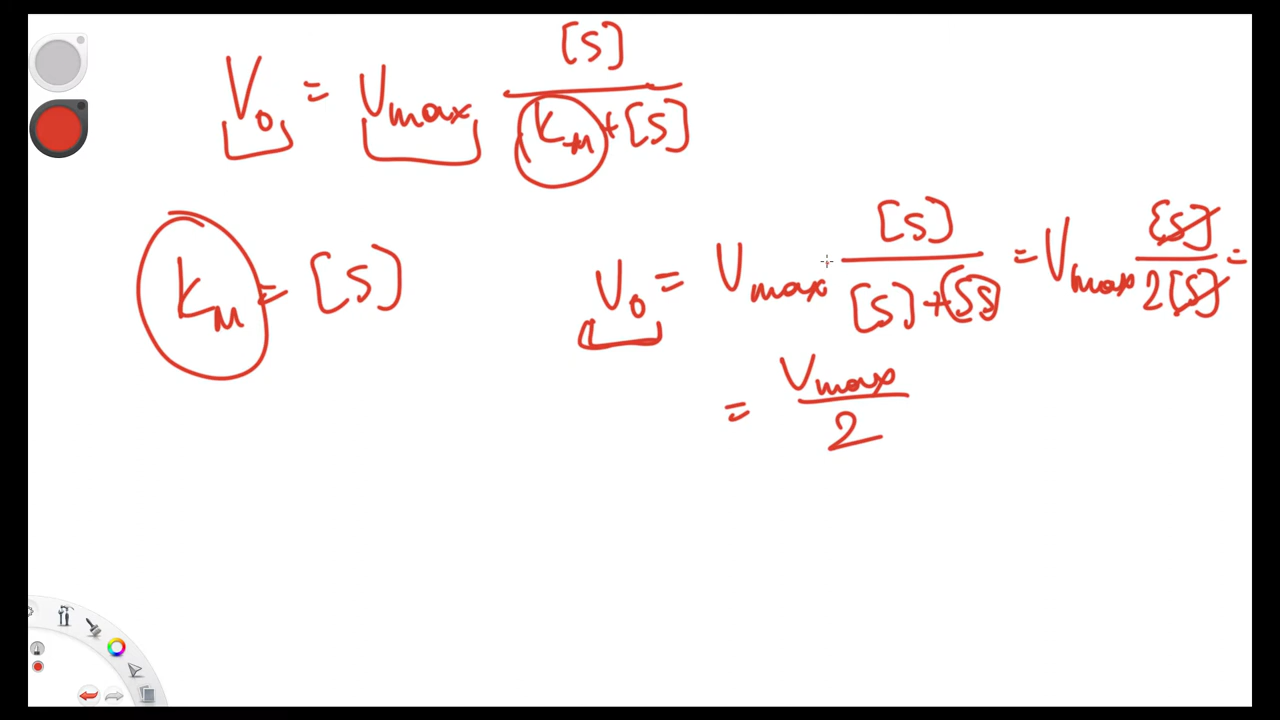 V₀ = Vmax [S] / (KM + [S])
KM = [S]
V₀ = Vmax [S] / ([S] + [S]) = Vmax [S] / 2[S] =
= Vmax / 2